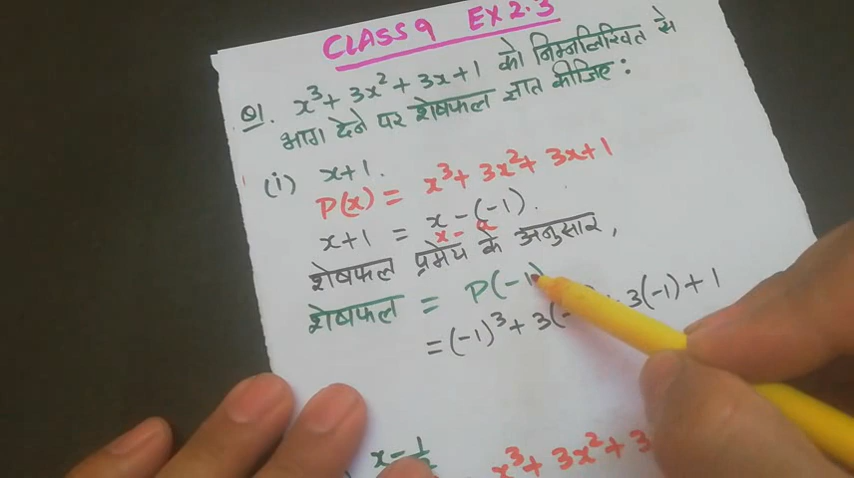 CLASS 9 EX 2.3
Q1. x³ + 3x² + 3x + 1 को निम्नलिखित से
भाग देने पर शेषफल ज्ञात कीजिए :
(i) x+1.
P(x) = x³ + 3x² + 3x + 1
x+1 = x - (-1).
x - a
शेषफल प्रमेय के अनुसार,
शेषफल = P(-1
= (-1)³ + 3(- 3(-1) + 1
x³ + 3x² + 3